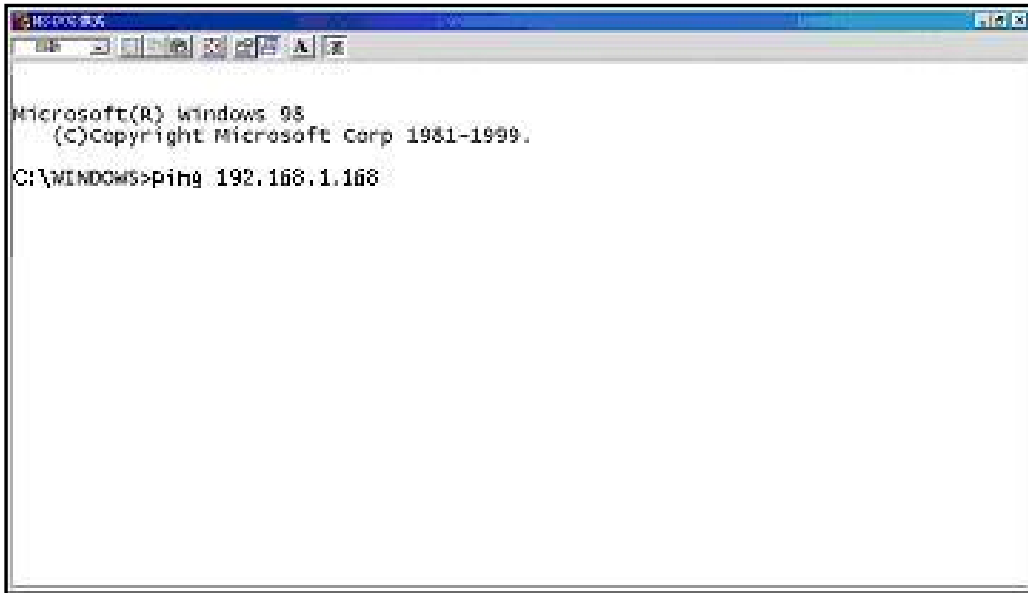 A
Microsoft(R) Windows 98
(C)Copyright Microsoft Corp 1981-1999.
C:\WINDOWS>ping 192.168.1.168